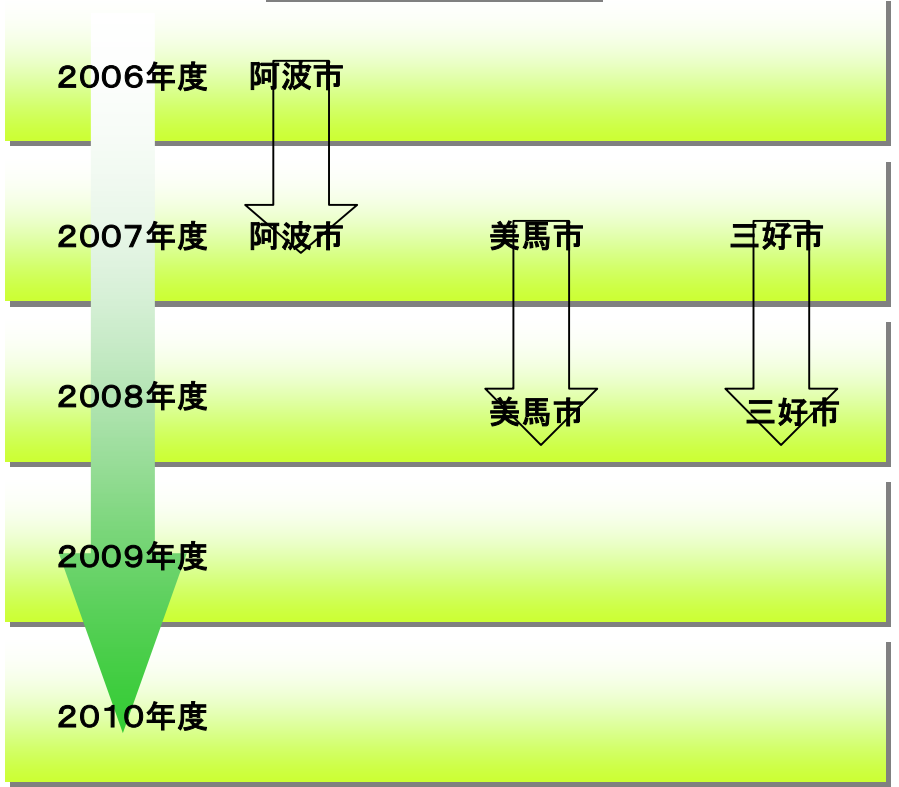 ２００６年度 阿波市
２００７年度 阿波市 美馬市 三好市
２００８年度 美馬市 三好市
２００９年度
２０１０年度